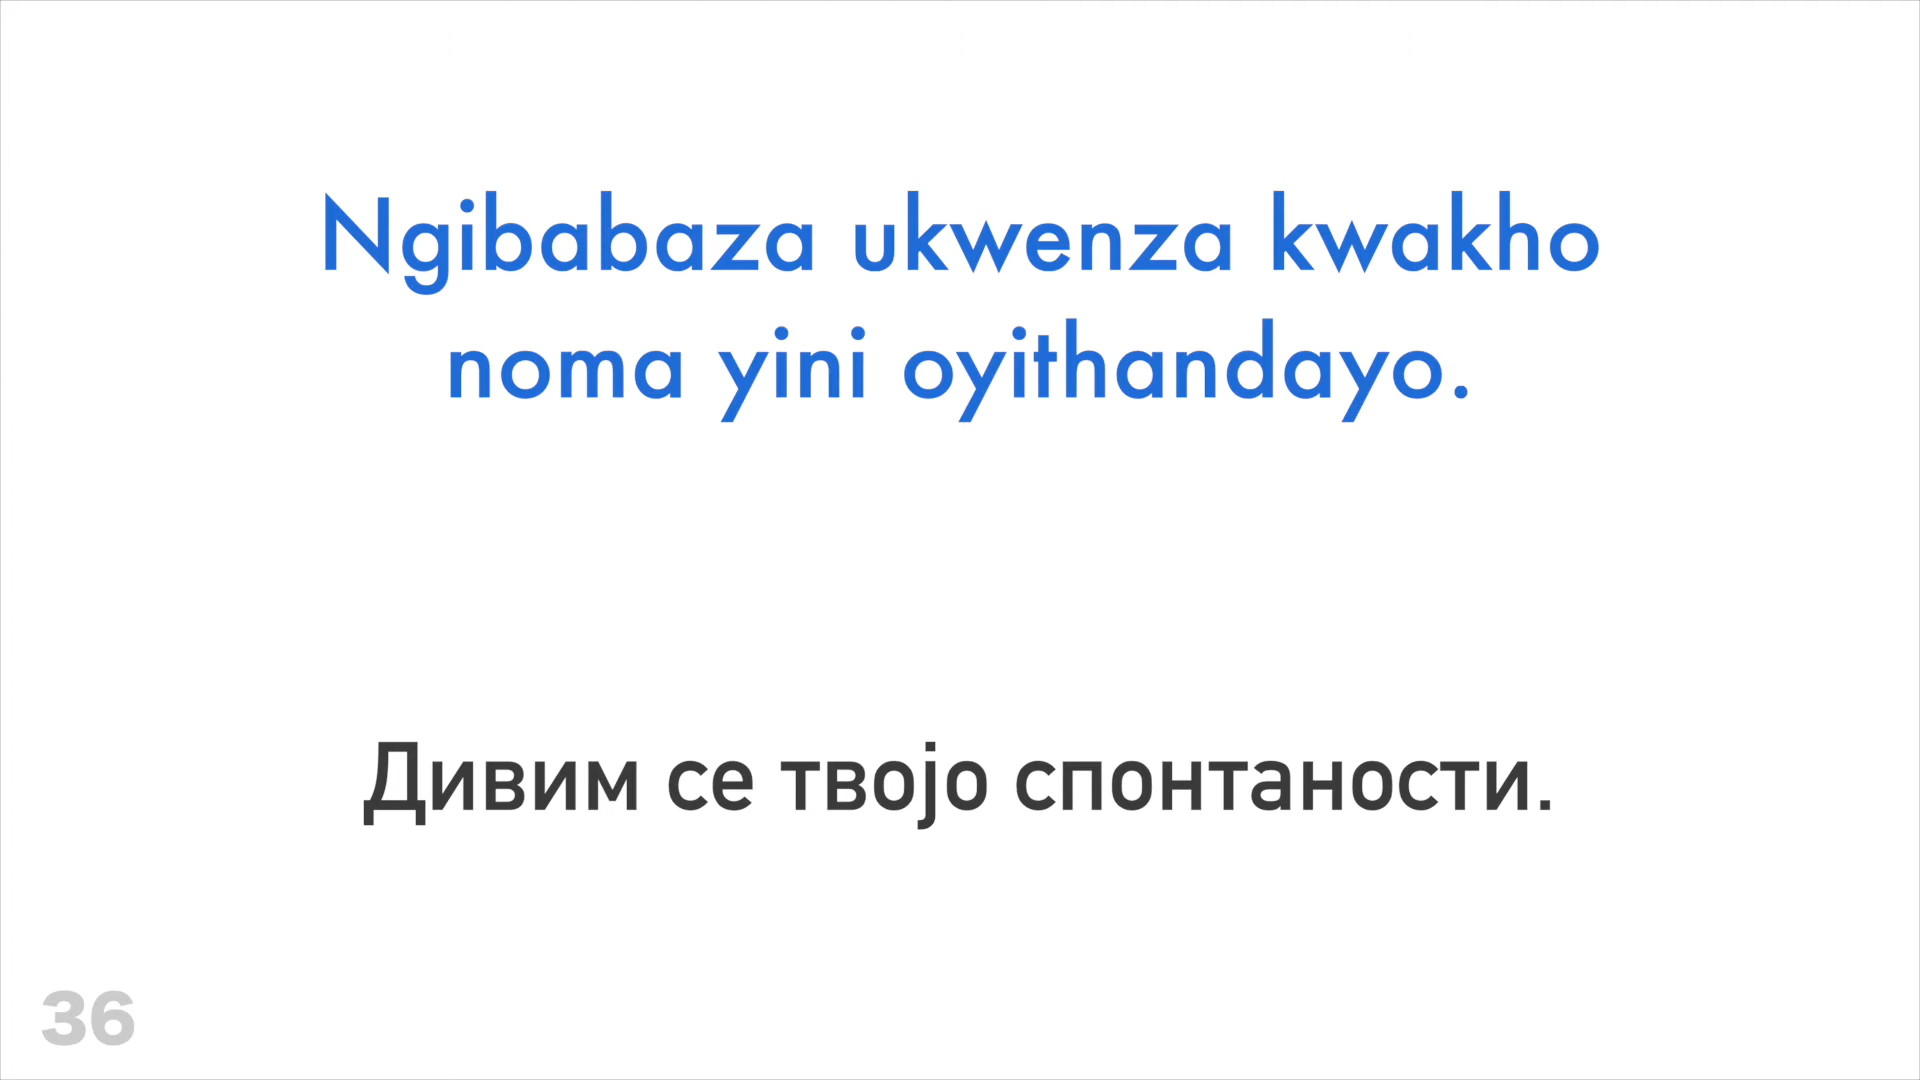 Ngibabaza ukwenza kwakho
noma yini oyithandayo.
Дивим се твојо спонтаности.
36